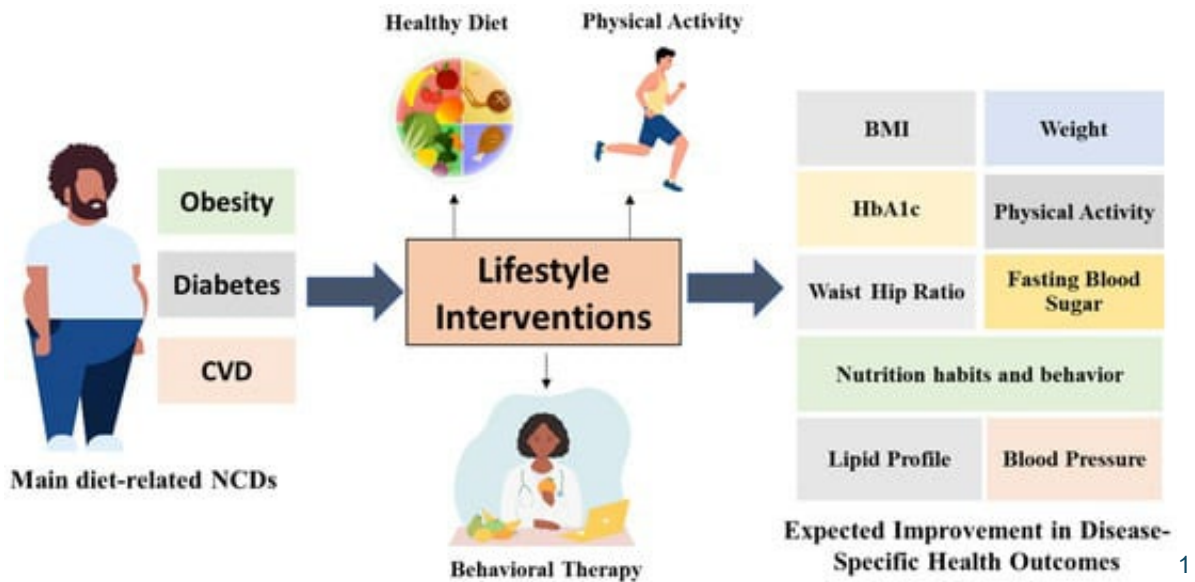 Healthy Diet
Physical Activity
Obesity
Diabetes
CVD
Main diet-related NCDs
Lifestyle
Interventions
Behavioral Therapy
BMI
Weight
HbA1c
Physical Activity
Waist Hip Ratio
Fasting Blood
Sugar
Nutrition habits and behavior
Lipid Profile
Blood Pressure
Expected Improvement in Disease-
Specific Health Outcomes
1